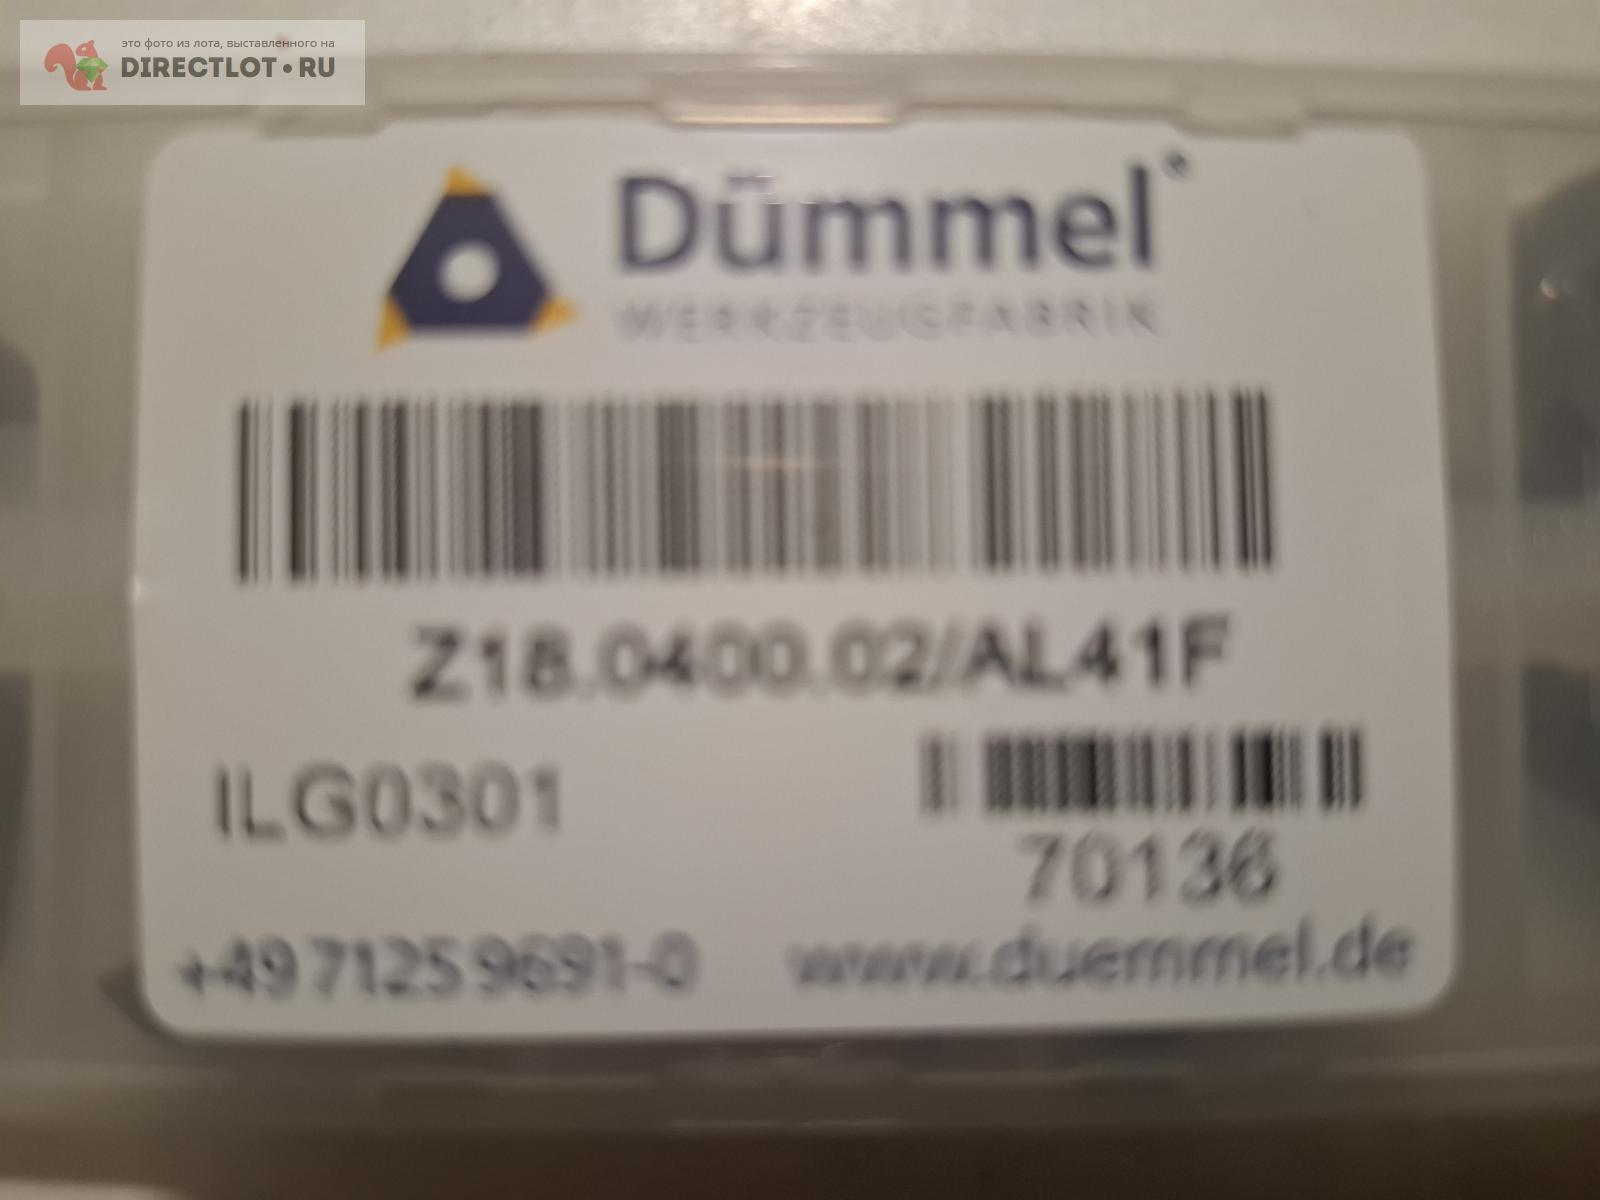 это фото из лота, выставленного на
DIRECTLOT•RU
Dümmel®
WERKZEUGFABRIK
Z18.0400.02/AL41F
ILG0301
70136
+49 7125 9691-0
www.duemmel.de